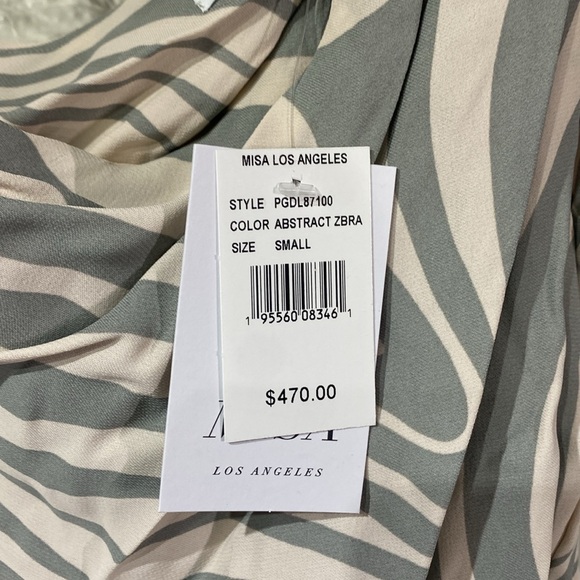 MISA LOS ANGELES
STYLE PGDL87100
COLOR ABSTRACT ZBRA
SIZE SMALL
1 95560 08346 1
$470.00
LOS ANGELES